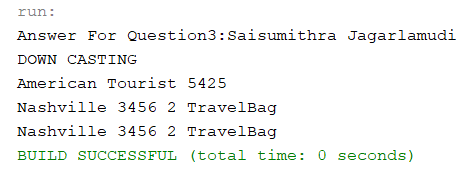 run:
Answer For Question3:Saisumithra Jagarlamudi
DOWN CASTING
American Tourist 5425
Nashville 3456 2 TravelBag
Nashville 3456 2 TravelBag
BUILD SUCCESSFUL (total time: 0 seconds)